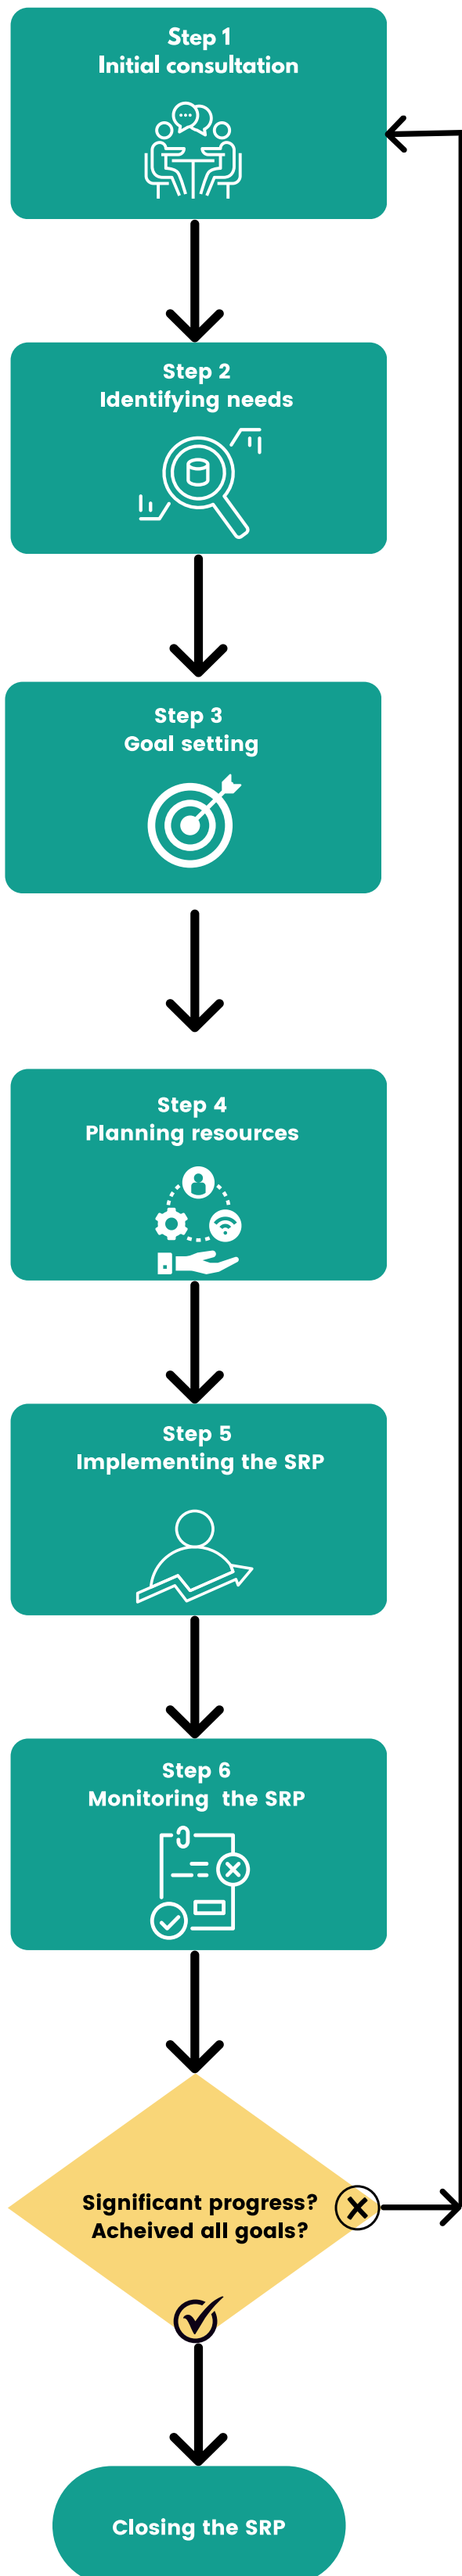 Step 1
Initial consultation
Step 2
Identifying needs
Step 3
Goal setting
Step 4
Planning resources
Step 5
Implementing the SRP
Step 6
Monitoring the SRP
Significant progress?
Acheived all goals?
Closing the SRP